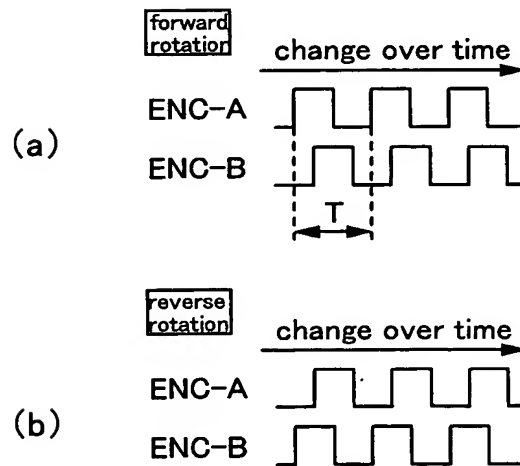 forward
rotation
change over time
(a)
ENC-A
ENC-B
T
reverse
rotation
change over time
(b)
ENC-A
ENC-B